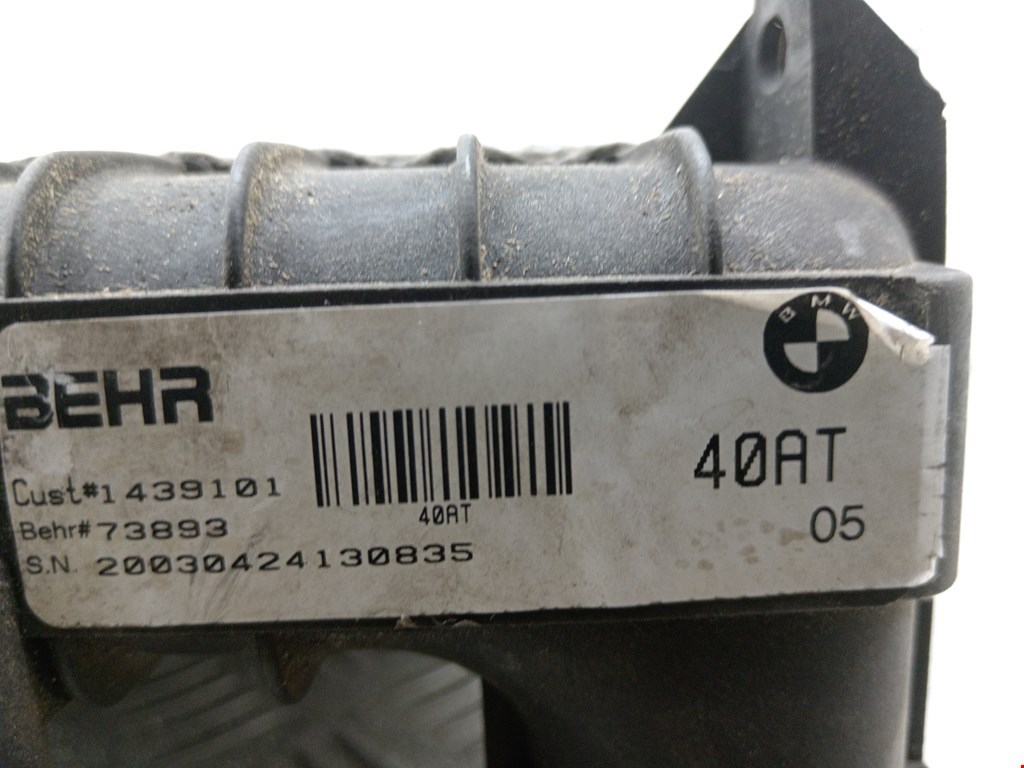 BMW
BEHR
40AT
Cust#1439101
40AT
Behr#73893
05
S.N. 20030424130835